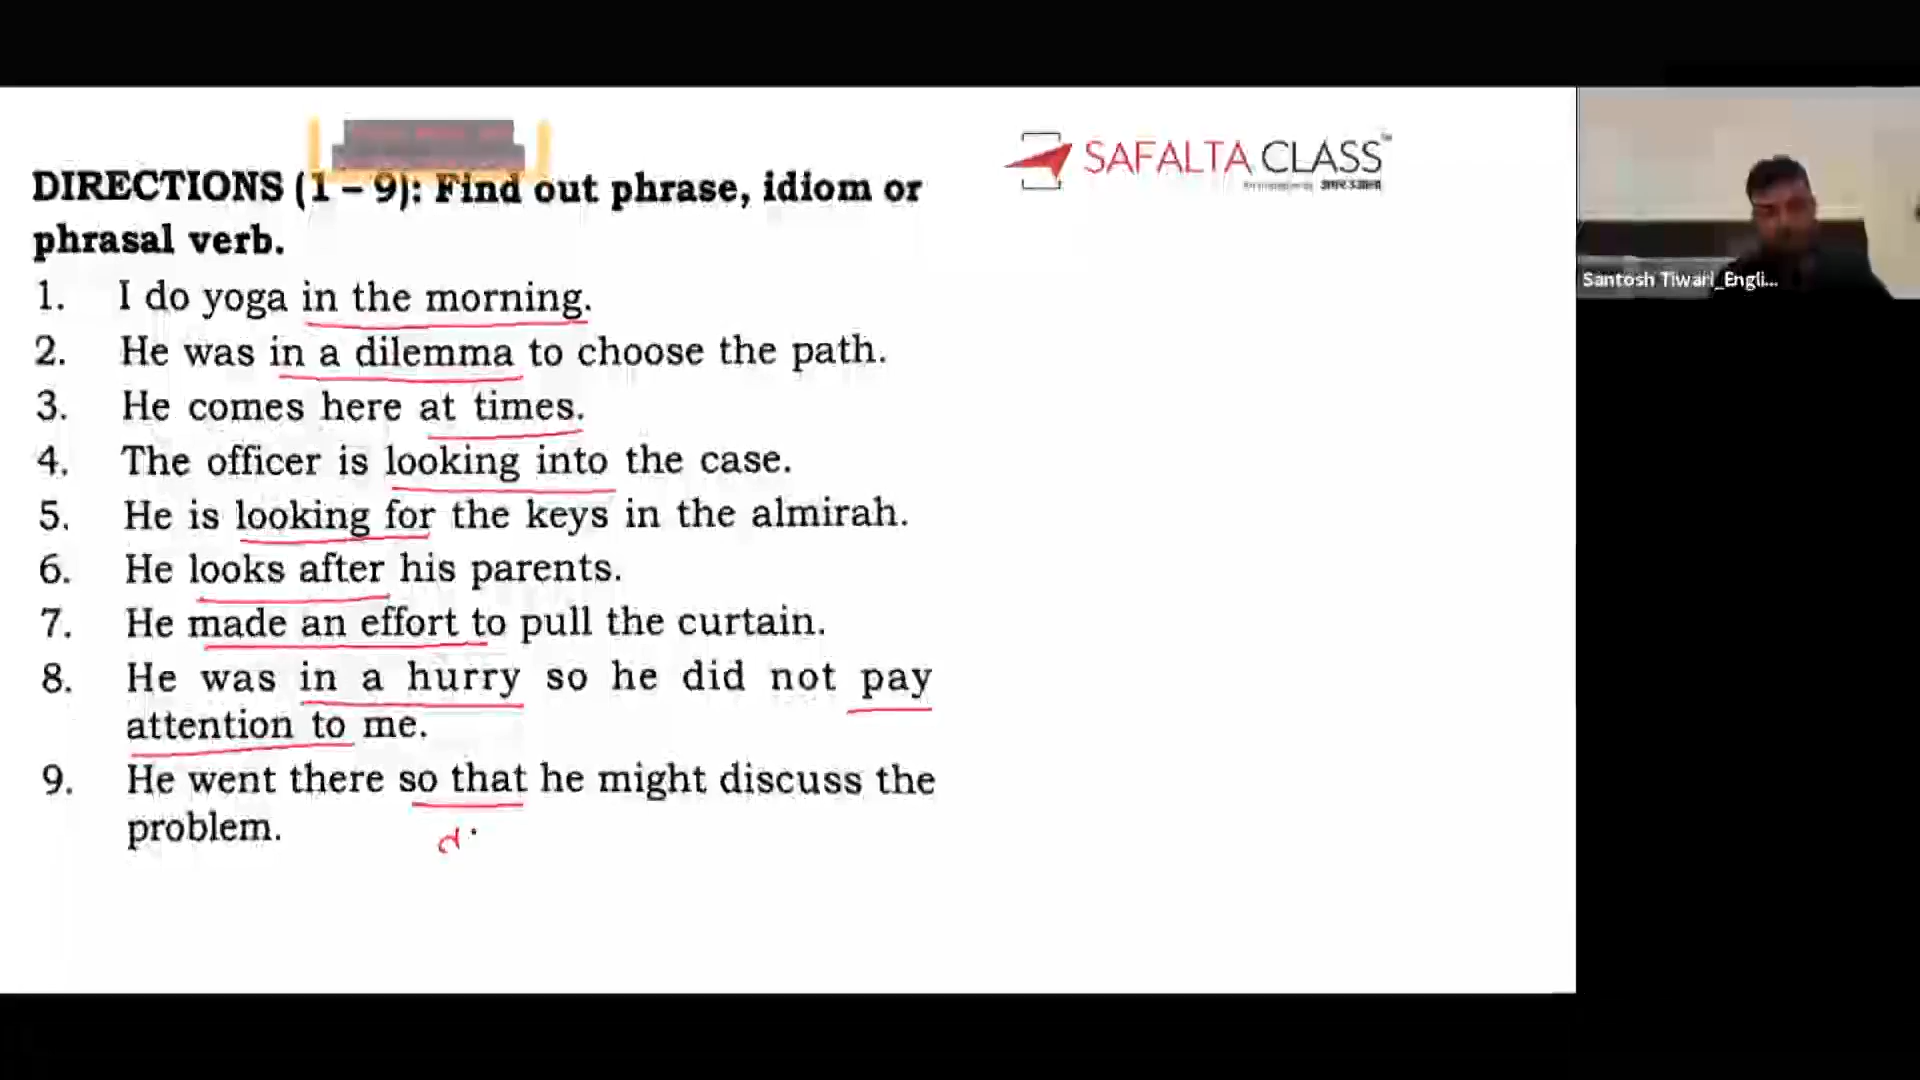 SAFALTA CLASS
DIRECTIONS (1 – 9): Find out phrase, idiom or
phrasal verb.
1. I do yoga in the morning.
2. He was in a dilemma to choose the path.
3. He comes here at times.
4. The officer is looking into the case.
5. He is looking for the keys in the almirah.
6. He looks after his parents.
7. He made an effort to pull the curtain.
8. He was in a hurry so he did not pay
attention to me.
9. He went there so that he might discuss the
problem.
Santosh Tiwari_Engli...